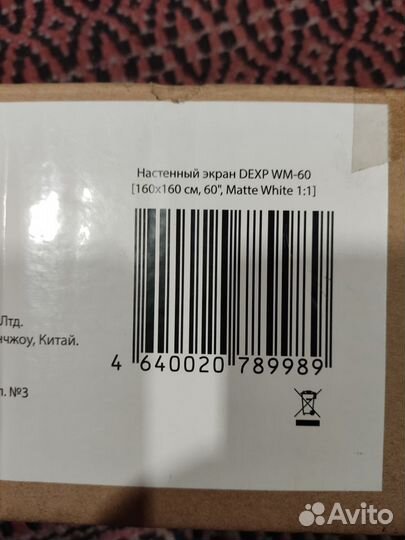 Настенный экран DEXP WM-60
[160x160 см, 60", Matte White 1:1]
Лтд.
нчжоу, Китай.
4 640020 789989
л. №3
Avito